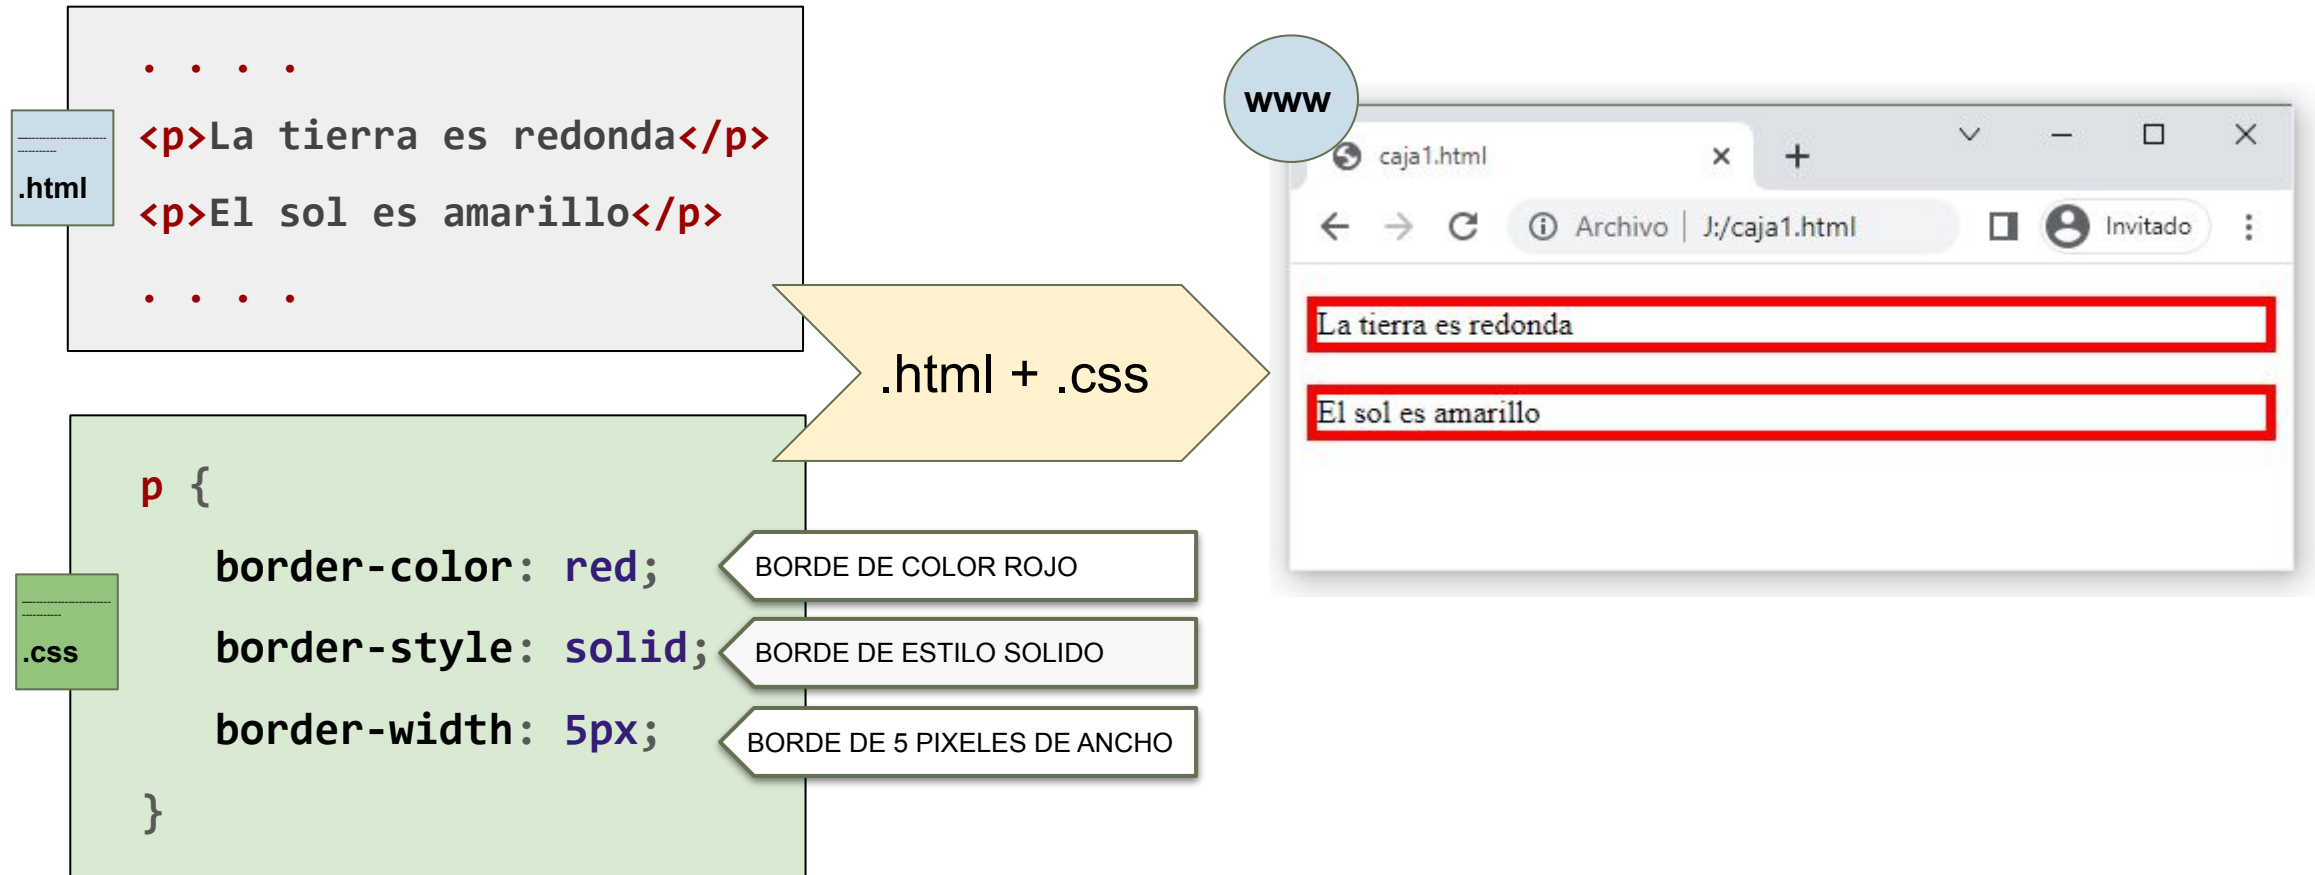 . . . .
<p>La tierra es redonda</p>
<p>El sol es amarillo</p>
. . . .
.html
.html + .css
p {
border-color: red;
border-style: solid;
border-width: 5px;
}
.css
BORDE DE COLOR ROJO
BORDE DE ESTILO SOLIDO
BORDE DE 5 PIXELES DE ANCHO
www
caja1.html
Archivo | J:/caja1.html
Invitado
La tierra es redonda
El sol es amarillo